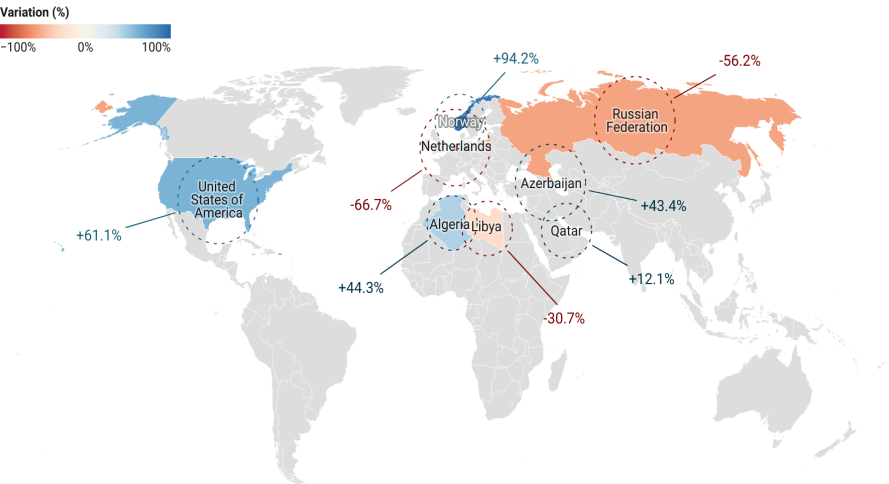 Variation (%)
−100%
0%
100%
+94.2%
-56.2%
Norway
Russian
Federation
Netherlands
United
States of
America
Azerbaijan
-66.7%
+43.4%
+61.1%
Algeria
Libya
Qatar
+44.3%
+12.1%
-30.7%